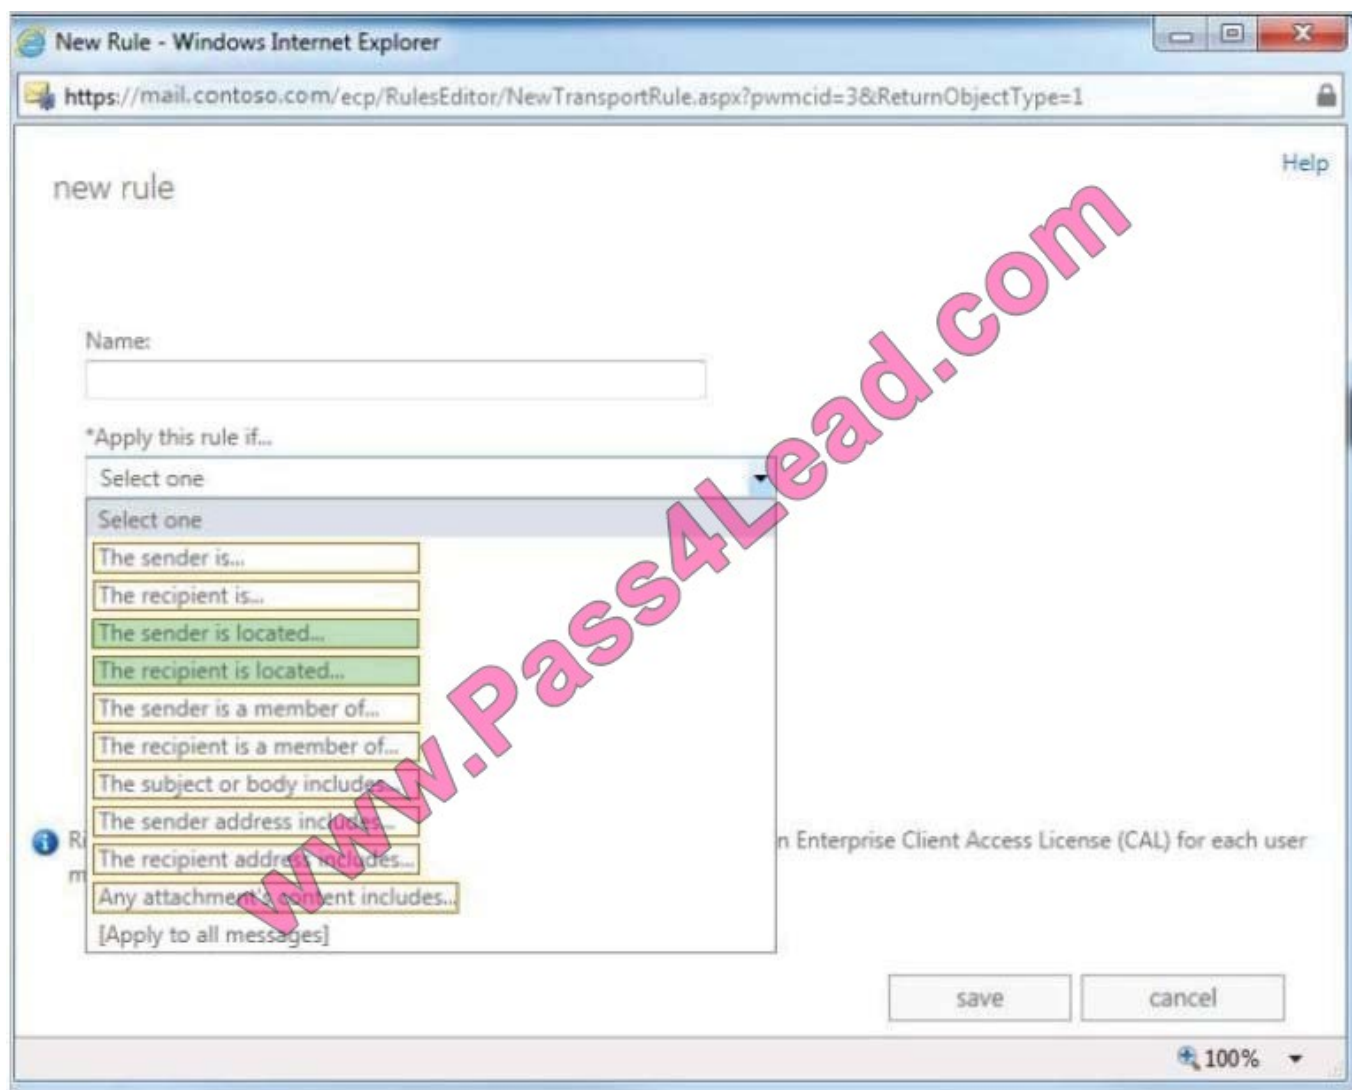 New Rule - Windows Internet Explorer
https://mail.contoso.com/ecp/RulesEditor/NewTransportRule.aspx?pwmcid=3&ReturnObjectType=1
Help
new rule
Name:
*Apply this rule if...
Select one
Select one
The sender is...
The recipient is...
The sender is located...
The recipient is located...
The sender is a member of...
The recipient is a member of...
The subject or body includes...
The sender address includes...
The recipient address includes...
n Enterprise Client Access License (CAL) for each user
Any attachment's content includes...
[Apply to all messages]
save
cancel
100%
www.Pass4Lead.com